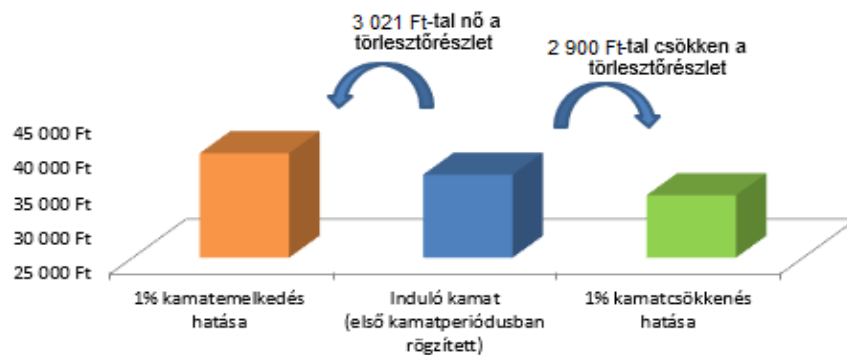 3 021 Ft-tal nő a
törlesztőrészlet
2 900 Ft-tal csökken a
törlesztőrészlet
45 000 Ft
40 000 Ft
35 000 Ft
30 000 Ft
25 000 Ft
1% kamatemelkedés
hatása
Induló kamat
(első kamatperiódusban
rögzített)
1% kamatcsökkenés
hatása